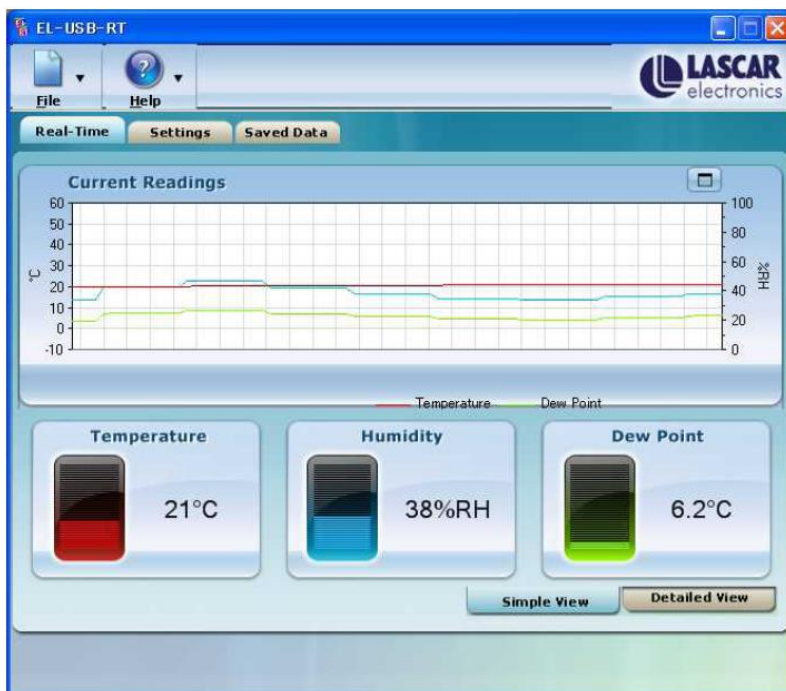 EL-USB-RT
File
Help
LASCAR
electronics
Real-Time
Settings
Saved Data
Current Readings
60
50
40
30
20
10
0
-10
°C
100
80
60
40
20
0
%RH
Temperature
Dew Point
Temperature
Humidity
Dew Point
21°C
38%RH
6.2°C
Simple View
Detailed View